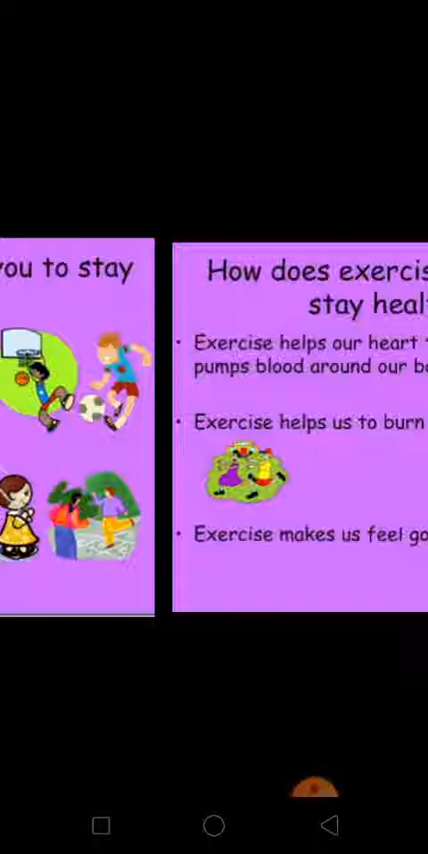 you to stay
How does exercis
stay heal
Exercise helps our heart
pumps blood around our b
Exercise helps us to burn
Exercise makes us feel go